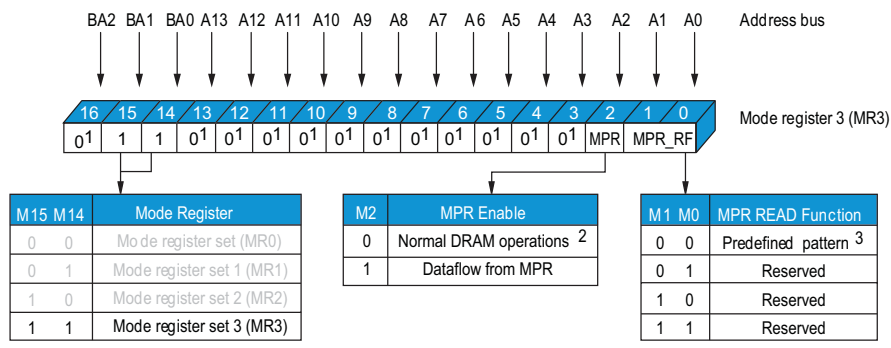 BA2 BA1 BA0 A13 A12 A11 A10 A9 A8 A7 A6 A5 A4 A3 A2 A1 A0 Address bus
16 15 14 13 12 11 10 9 8 7 6 5 4 3 2 1 0
Mode register 3 (MR3)
0¹ 1 1 0¹ 0¹ 0¹ 0¹ 0¹ 0¹ 0¹ 0¹ 0¹ 0¹ 0¹ MPR MPR_RF
M15 M14 Mode Register
0 0 Mode register set (MR0)
0 1 Mode register set 1 (MR1)
1 0 Mode register set 2 (MR2)
1 1 Mode register set 3 (MR3)
M2 MPR Enable
0 Normal DRAM operations ²
1 Dataflow from MPR
M1 M0 MPR READ Function
0 0 Predefined pattern ³
0 1 Reserved
1 0 Reserved
1 1 Reserved